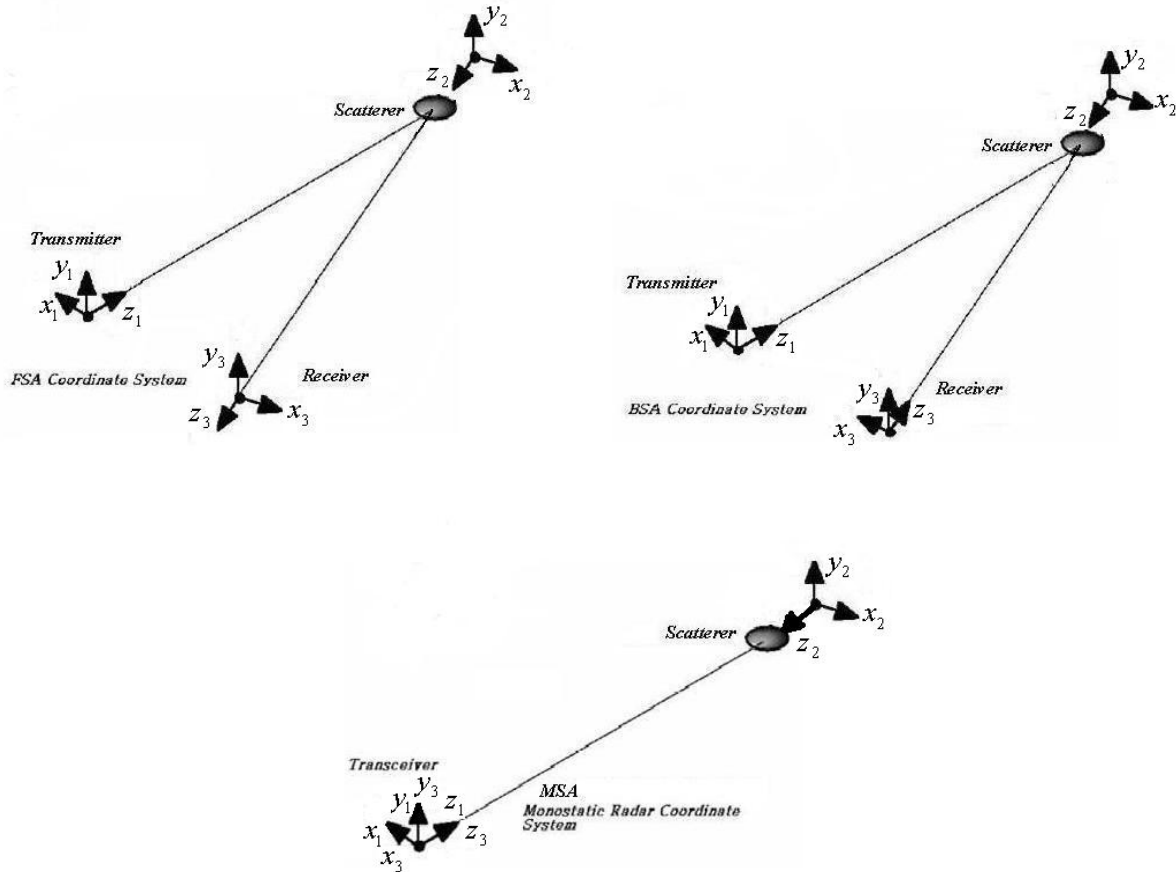 y₂
z₂
x₂
Scatterer
Transmitter
y₁
x₁
z₁
y₃
Receiver
FSA Coordinate System
z₃
x₃
y₂
z₂
x₂
Scatterer
Transmitter
y₁
x₁
z₁
y₃
Receiver
z₃
BSA Coordinate System
x₃
y₂
x₂
Scatterer
z₂
Transceiver
y₃
y₁
z₁
x₁
z₃
x₃
MSA
Monostatic Radar Coordinate
System